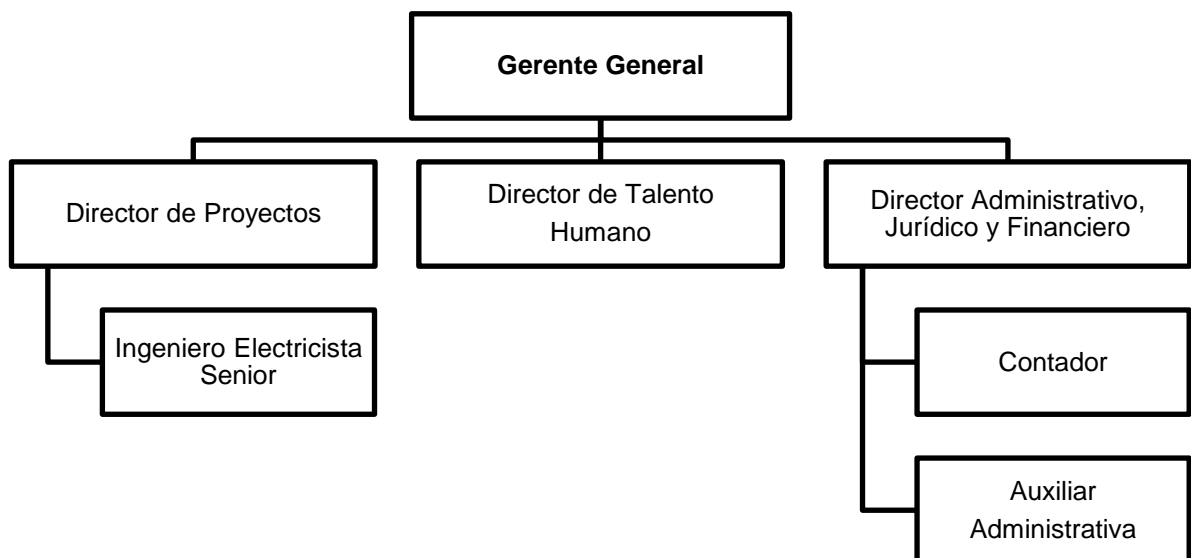 Gerente General
Director de Proyectos
Director de Talento
Humano
Director Administrativo,
Jurídico y Financiero
Ingeniero Electricista
Senior
Contador
Auxiliar
Administrativa